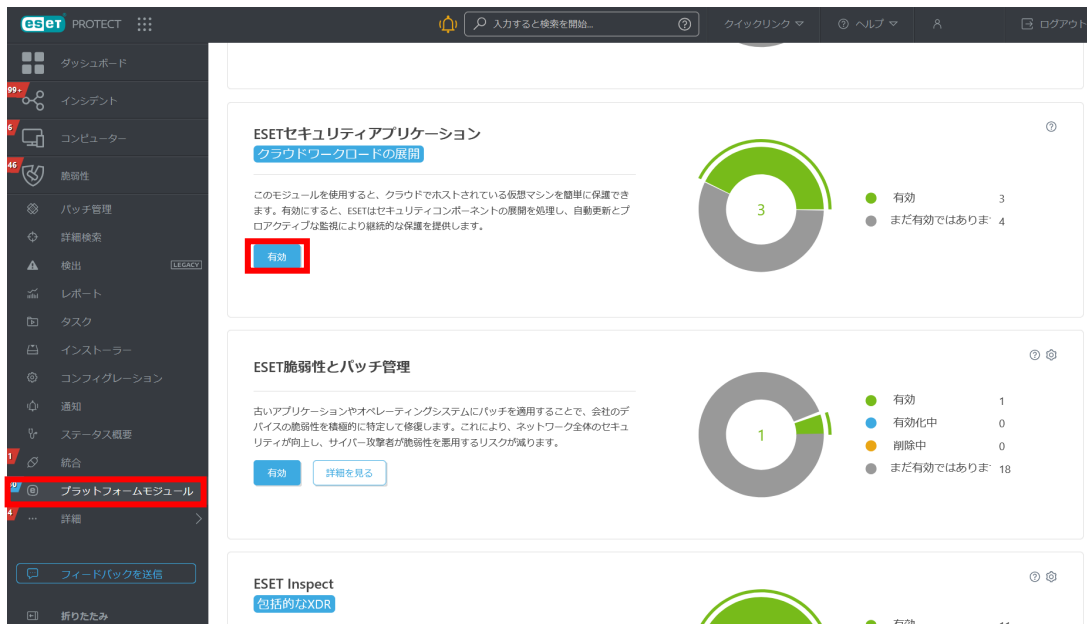 eset PROTECT
入力すると検索を開始...
クイックリンク
ヘルプ
ログアウト
ダッシュボード
99+
インシデント
6
コンピューター
46
脆弱性
パッチ管理
詳細検索
検出
LEGACY
レポート
タスク
インストーラー
コンフィグレーション
通知
ステータス概要
1
統合
プラットフォームモジュール
4
詳細
フィードバックを送信
折りたたみ
ESETセキュリティアプリケーション
クラウドワークロードの展開
このモジュールを使用すると、クラウドでホストされている仮想マシンを簡単に保護でき
ます。有効にすると、ESETはセキュリティコンポーネントの展開を処理し、自動更新とプ
ロアクティブな監視により継続的な保護を提供します。
有効
3
有効 3
まだ有効ではありま 4
ESET脆弱性とパッチ管理
古いアプリケーションやオペレーティングシステムにパッチを適用することで、会社のデ
バイスの脆弱性を積極的に特定して修復します。これにより、ネットワーク全体のセキュ
リティが向上し、サイバー攻撃者が脆弱性を悪用するリスクが減ります。
有効
詳細を見る
1
有効 1
有効化中 0
削除中 0
まだ有効ではありま 18
ESET Inspect
包括的なXDR